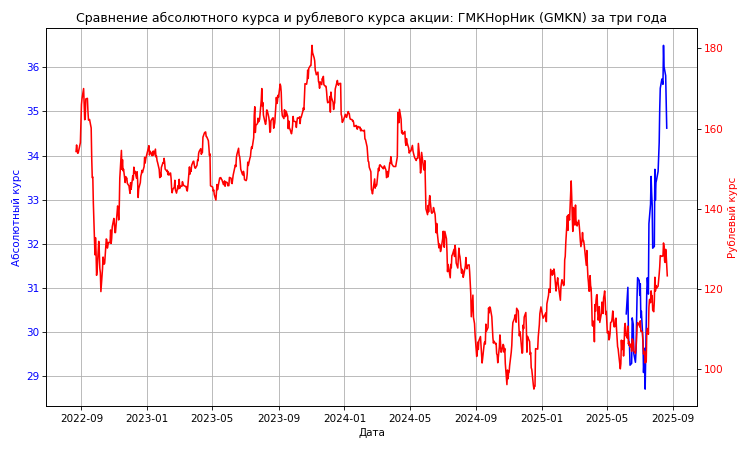 Сравнение абсолютного курса и рублевого курса акции: ГМКНорНик (GMKN) за три года
36
35
34
33
32
31
30
29
Абсолютный курс
180
160
140
120
100
Рублевый курс
2022-09 2023-01 2023-05 2023-09 2024-01 2024-05 2024-09 2025-01 2025-05 2025-09
Дата